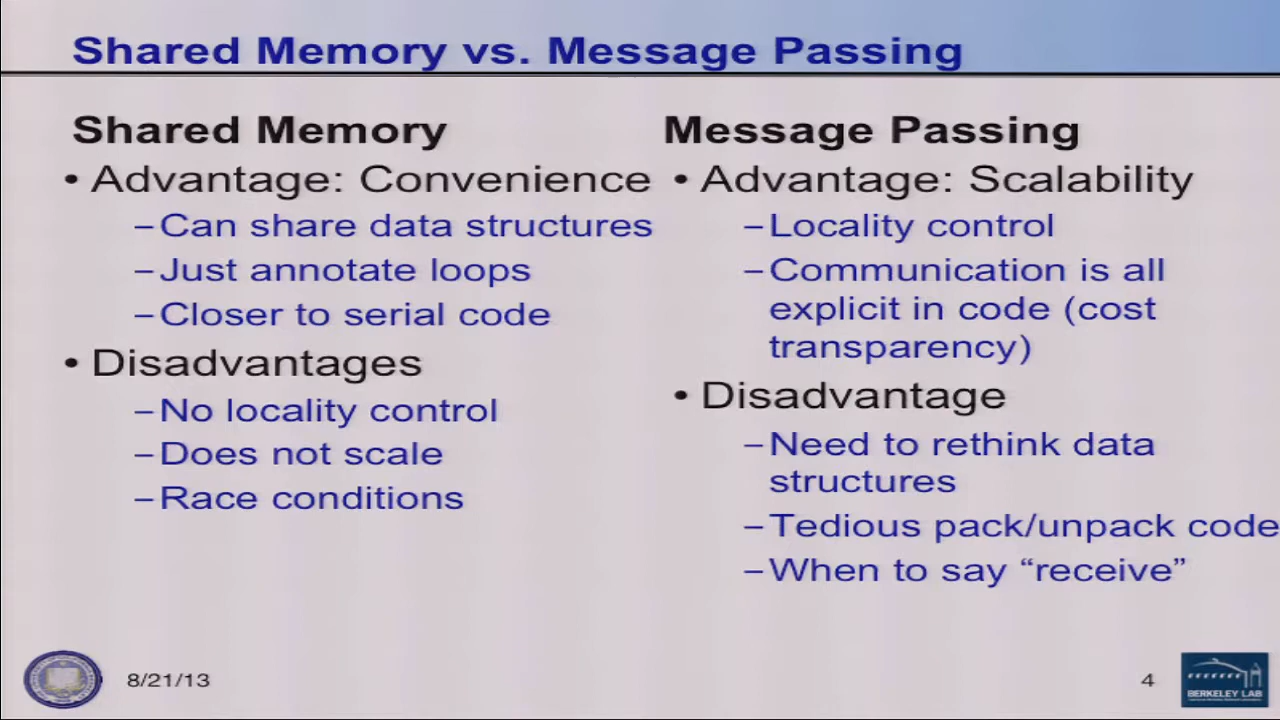 Shared Memory vs. Message Passing
Shared Memory
• Advantage: Convenience
–Can share data structures
–Just annotate loops
–Closer to serial code
• Disadvantages
–No locality control
–Does not scale
–Race conditions
Message Passing
• Advantage: Scalability
–Locality control
–Communication is all
explicit in code (cost
transparency)
• Disadvantage
–Need to rethink data
structures
–Tedious pack/unpack code
–When to say “receive”
8/21/13
4
BERKELEY LAB